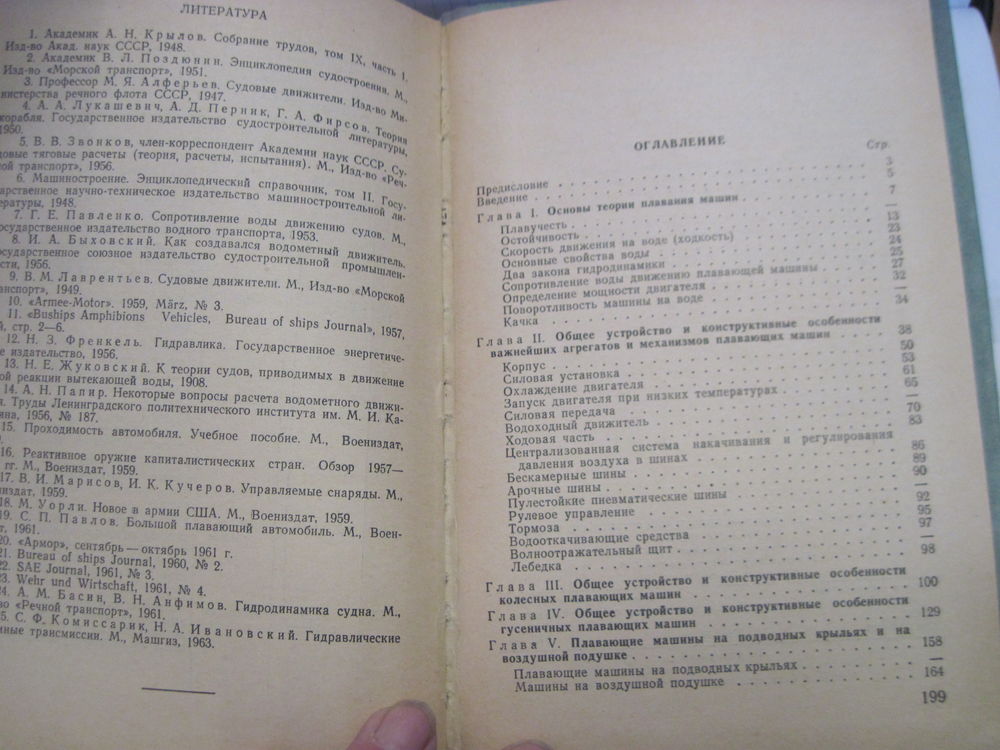 ЛИТЕРАТУРА
1. Академик А. Н. Крылов. Собрание трудов, том IX, часть 1.
Изд-во Акад. наук СССР, 1948.
2. Академик В. Л. Поздюнин. Энциклопедия судостроения. М.,
Изд-во «Морской транспорт», 1951.
3. Профессор М. Я. Алферьев. Судовые движители. Изд-во Ми-
нистерства речного флота СССР, 1947.
4. А. А. Лукашевич, А. Д. Перник, Г. А. Фирсов. Теория
корабля. Государственное издательство судостроительной литературы,
1950.
5. В. В. Звонков, член-корреспондент Академии наук СССР. Су-
довые тяговые расчеты (теория, расчеты, испытания). М., Изд-во «Реч-
ной транспорт», 1956.
6. Машиностроение. Энциклопедический справочник, том II. Госу-
дарственное научно-техническое издательство машиностроительной ли-
тературы, 1948.
7. Г. Е. Павленко. Сопротивление воды движению судов. М.,
Государственное издательство водного транспорта, 1953.
8. И. А. Быховский. Как создавался водометный движитель.
Государственное союзное издательство судостроительной промышлен-
ности, 1956.
9. В. М. Лаврентьев. Судовые движители. М., Изд-во «Морской
транспорт», 1949.
10. «Armee-Motor». 1959, März, № 3.
11. «Buships Amphibions Vehicles, Bureau of ships Journal», 1957,
й, стр. 2—6.
12. Н. З. Френкель. Гидравлика. Государственное энергетиче-
ое издательство, 1956.
13. Н. Е. Жуковский. К теории судов, приводимых в движение
ой реакции вытекающей воды, 1908.
14. А. Н. Папир. Некоторые вопросы расчета водометного движи-
я. Труды Ленинградского политехнического института им. М. И. Ка-
ина, 1956, № 187.
15. Проходимость автомобиля. Учебное пособие. М., Воениздат,
16. Реактивное оружие капиталистических стран. Обзор 1957—
гг. М., Воениздат, 1959.
17. В. И. Марисов, И. К. Кучеров. Управляемые снаряды. М.,
низдат, 1959.
18. М. Уорли. Новое в армии США. М., Воениздат, 1959.
19. С. П. Павлов. Большой плавающий автомобиль. М., Воен-
т, 1961.
20. «Армор», сентябрь—октябрь 1961 г.
21. Bureau of ships Journal, 1960, № 2.
22. SAE Journal, 1961, № 3.
23. Wehr und Wirtschaft, 1961, № 4.
24. А. М. Басин, В. Н. Анфимов. Гидродинамика судна. М.,
во «Речной транспорт», 1961.
25. С. Ф. Комиссарик, Н. А. Ивановский. Гидравлические
мные трансмиссии. М., Машгиз, 1963.
ОГЛАВЛЕНИЕ
Стр.
Предисловие 3
Введение 5
Глава I. Основы теории плавания машин 7
Плавучесть —
Остойчивость 13
Скорость движения на воде (ходкость) 23
Основные свойства воды 24
Два закона гидродинамики 25
Сопротивление воды движению плавающей машины 27
Определение мощности двигателя 32
Поворотливость машины на воде —
Качка 34
Глава II. Общее устройство и конструктивные особенности
важнейших агрегатов и механизмов плавающих машин 38
Корпус 50
Силовая установка 53
Охлаждение двигателя 61
Запуск двигателя при низких температурах 65
Силовая передача —
Водоходный движитель 70
Ходовая часть 83
Централизованная система накачивания и регулирования
давления воздуха в шинах 86
Бескамерные шины 89
Арочные шины 90
Пулестойкие пневматические шины —
Рулевое управление 92
Тормоза 95
Водооткачивающие средства 97
Волноотражательный щит —
Лебедка 98
Глава III. Общее устройство и конструктивные особенности
колесных плавающих машин 100
Глава IV. Общее устройство и конструктивные особенности
гусеничных плавающих машин 129
Глава V. Плавающие машины на подводных крыльях и на
воздушной подушке 158
Плавающие машины на подводных крыльях —
Машины на воздушной подушке 164
199